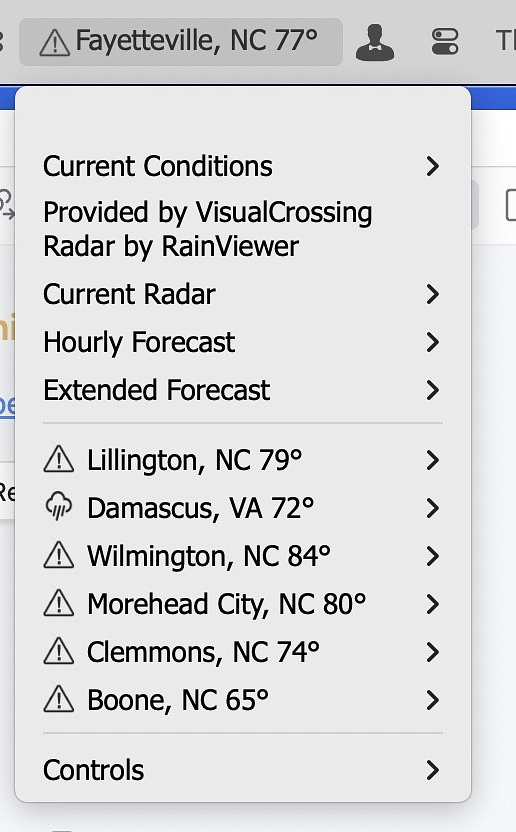 Fayetteville, NC 77°
Current Conditions
Provided by VisualCrossing
Radar by RainViewer
Current Radar
Hourly Forecast
Extended Forecast
Lillington, NC 79°
Damascus, VA 72°
Wilmington, NC 84°
Morehead City, NC 80°
Clemmons, NC 74°
Boone, NC 65°
Controls